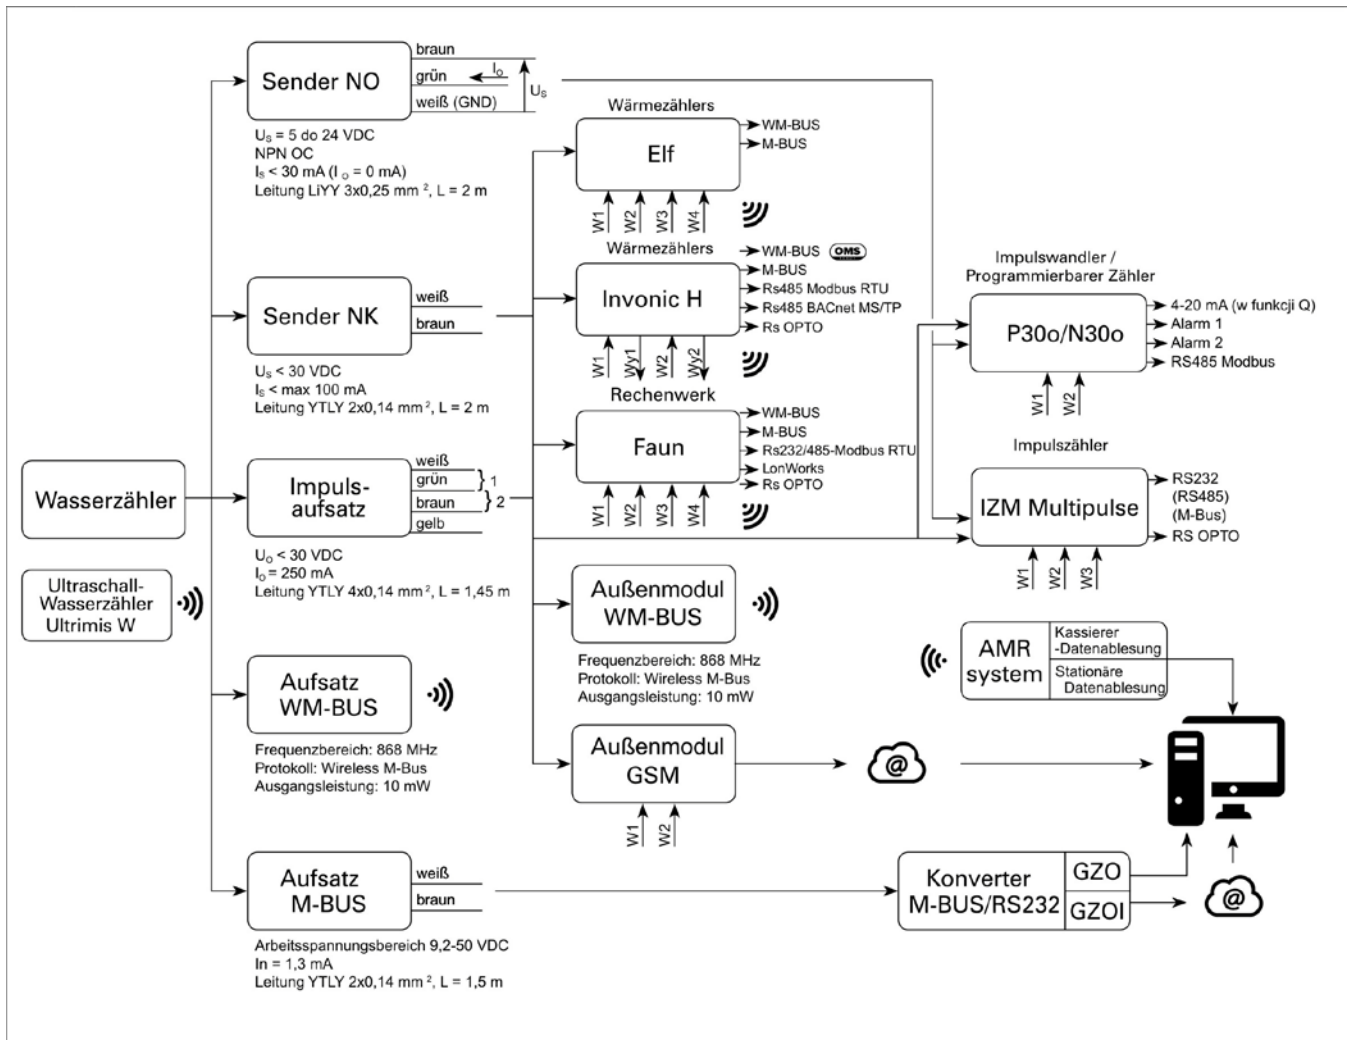 Sender NO
braun
grün
weiß (GND)
Io
Us
Us = 5 do 24 VDC
NPN OC
Is < 30 mA (I o = 0 mA)
Leitung LiYY 3x0,25 mm ², L = 2 m
Sender NK
weiß
braun
Us < 30 VDC
Is < max 100 mA
Leitung YTLY 2x0,14 mm ², L = 2 m
Wasserzähler
Impuls-
aufsatz
weiß
grün
braun
gelb
1
2
Uo < 30 VDC
Io = 250 mA
Leitung YTLY 4x0,14 mm ², L = 1,45 m
Ultraschall-
Wasserzähler
Ultrimis W
Aufsatz
WM-BUS
Frequenzbereich: 868 MHz
Protokoll: Wireless M-Bus
Ausgangsleistung: 10 mW
Aufsatz
M-BUS
weiß
braun
Arbeitsspannungsbereich 9,2-50 VDC
In = 1,3 mA
Leitung YTLY 2x0,14 mm ², L = 1,5 m
Wärmezählers
Elf
WM-BUS
M-BUS
W1
W2
W3
W4
Wärmezählers
Invonic H
WM-BUS OMS
M-BUS
Rs485 Modbus RTU
Rs485 BACnet MS/TP
Rs OPTO
W1
Wy1
W2
Wy2
Rechenwerk
Faun
WM-BUS
M-BUS
Rs232/485-Modbus RTU
LonWorks
Rs OPTO
W1
W2
W3
W4
Außenmodul
WM-BUS
Frequenzbereich: 868 MHz
Protokoll: Wireless M-Bus
Ausgangsleistung: 10 mW
Außenmodul
GSM
W1
W2
@
Impulswandler /
Programmierbarer Zähler
P30o/N30o
4-20 mA (w funkcji Q)
Alarm 1
Alarm 2
RS485 Modbus
W1
W2
Impulszähler
IZM Multipulse
RS232
(RS485)
(M-Bus)
RS OPTO
W1
W2
W3
AMR
system
Kassierer
-Datenablesung
Stationäre
Datenablesung
Konverter
M-BUS/RS232
GZO
GZOI
@